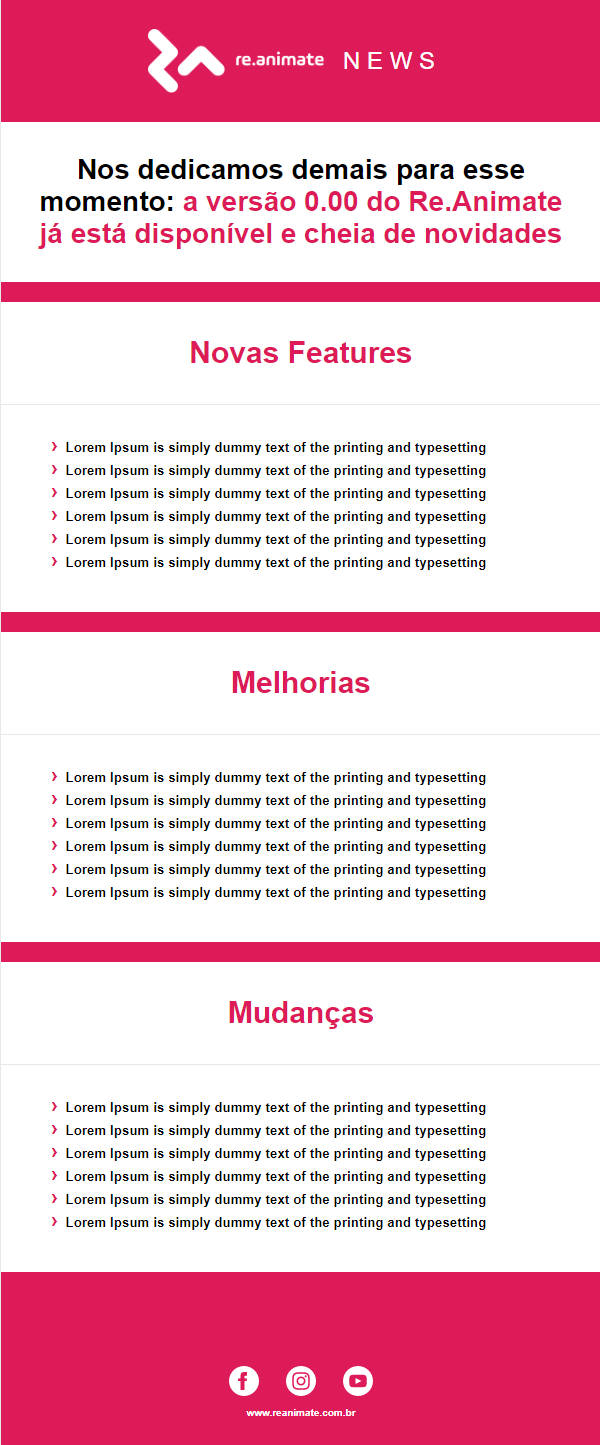 re.animate NEWS
Nos dedicamos demais para esse
momento: a versão 0.00 do Re.Animate
já está disponível e cheia de novidades
Novas Features
› Lorem Ipsum is simply dummy text of the printing and typesetting
› Lorem Ipsum is simply dummy text of the printing and typesetting
› Lorem Ipsum is simply dummy text of the printing and typesetting
› Lorem Ipsum is simply dummy text of the printing and typesetting
› Lorem Ipsum is simply dummy text of the printing and typesetting
› Lorem Ipsum is simply dummy text of the printing and typesetting
Melhorias
› Lorem Ipsum is simply dummy text of the printing and typesetting
› Lorem Ipsum is simply dummy text of the printing and typesetting
› Lorem Ipsum is simply dummy text of the printing and typesetting
› Lorem Ipsum is simply dummy text of the printing and typesetting
› Lorem Ipsum is simply dummy text of the printing and typesetting
› Lorem Ipsum is simply dummy text of the printing and typesetting
Mudanças
› Lorem Ipsum is simply dummy text of the printing and typesetting
› Lorem Ipsum is simply dummy text of the printing and typesetting
› Lorem Ipsum is simply dummy text of the printing and typesetting
› Lorem Ipsum is simply dummy text of the printing and typesetting
› Lorem Ipsum is simply dummy text of the printing and typesetting
› Lorem Ipsum is simply dummy text of the printing and typesetting
www.reanimate.com.br